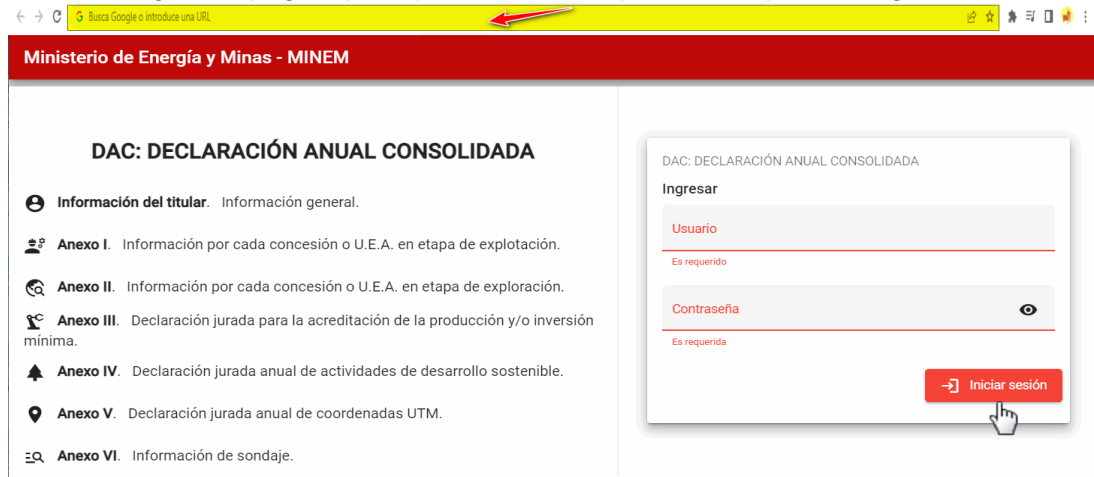 Busca Google o introduce una URL
Ministerio de Energía y Minas - MINEM
DAC: DECLARACIÓN ANUAL CONSOLIDADA
Información del titular. Información general.
Anexo I. Información por cada concesión o U.E.A. en etapa de explotación.
Anexo II. Información por cada concesión o U.E.A. en etapa de exploración.
Anexo III. Declaración jurada para la acreditación de la producción y/o inversión
mínima.
Anexo IV. Declaración jurada anual de actividades de desarrollo sostenible.
Anexo V. Declaración jurada anual de coordenadas UTM.
Anexo VI. Información de sondaje.
DAC: DECLARACIÓN ANUAL CONSOLIDADA
Ingresar
Usuario
Es requerido
Contraseña
Es requerida
Iniciar sesión